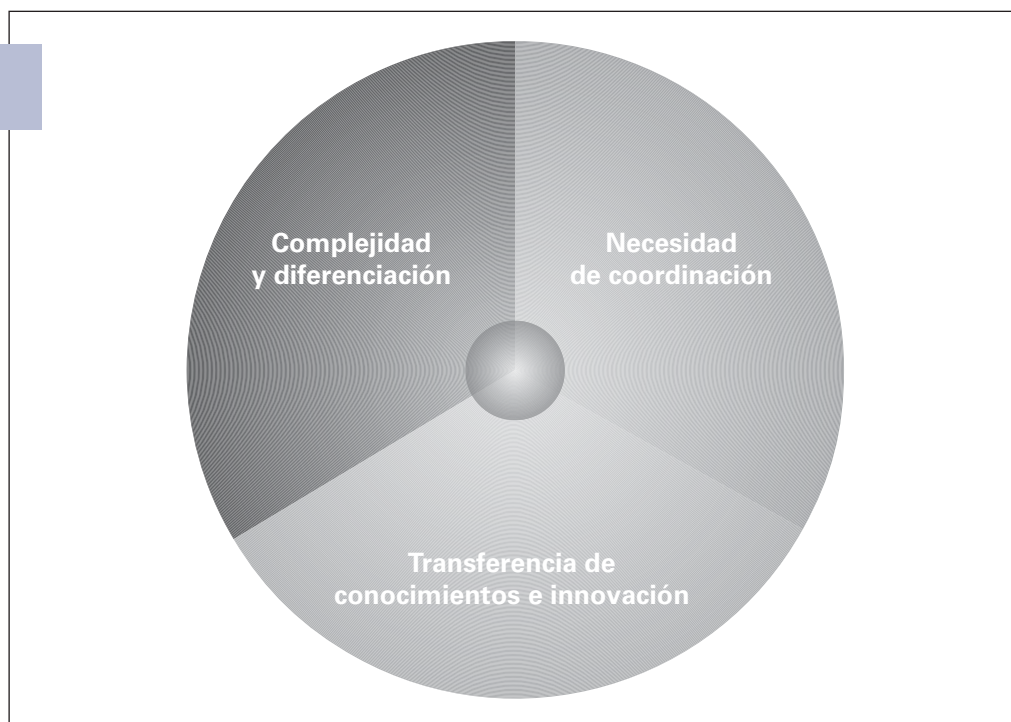 Complejidad
y diferenciación
Necesidad
de coordinación
Transferencia de
conocimientos e innovación